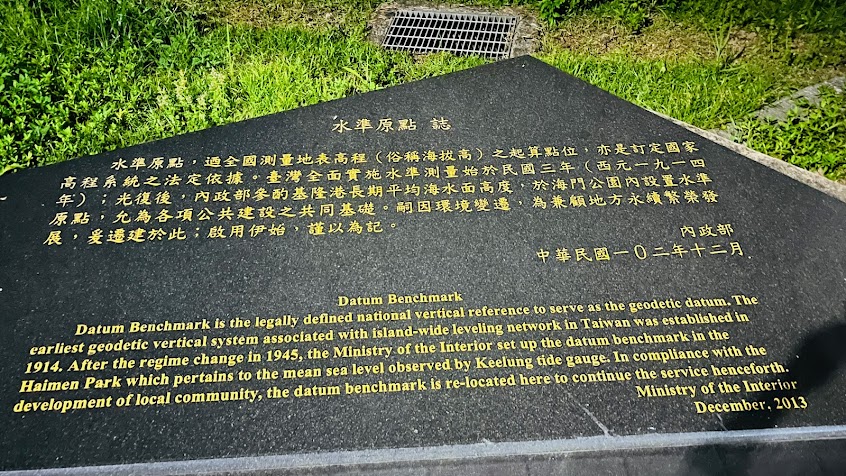 水準原點 誌
水準原點，迺全國測量地表高程（俗稱海拔高）之起算點位，亦是訂定國家
高程系統之法定依據。臺灣全面實施水準測量始於民國三年（西元一九一四
年）；光復後，內政部參酌基隆港長期平均海水面高度，於海門公園內設置水準
原點，允為各項公共建設之共同基礎。嗣因環境變遷，為兼顧地方永續繁榮發
展，爰遷建於此；啟用伊始，謹以為記。
內政部
中華民國一０二年十二月
Datum Benchmark
Datum Benchmark is the legally defined national vertical reference to serve as the geodetic datum. The
earliest geodetic vertical system associated with island-wide leveling network in Taiwan was established in
1914. After the regime change in 1945, the Ministry of the Interior set up the datum benchmark in the
Haimen Park which pertains to the mean sea level observed by Keelung tide gauge. In compliance with the
development of local community, the datum benchmark is re-located here to continue the service henceforth.
Ministry of the Interior
December, 2013